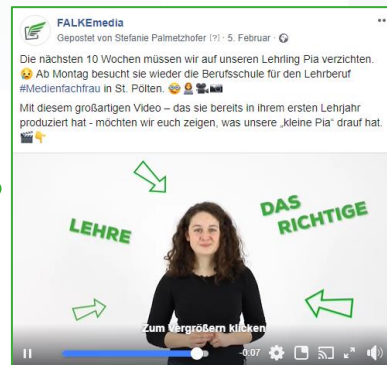 FALKEmedia
Gepostet von Stefanie Palmetzhofer [?] · 5. Februar ·
Die nächsten 10 Wochen müssen wir auf unseren Lehrling Pia verzichten.
😢 Ab Montag besucht sie wieder die Berufsschule für den Lehrberuf
#Medienfachfrau in St. Pölten.
Mit diesem großartigen Video – das sie bereits in ihrem ersten Lehrjahr
produziert hat - möchten wir euch zeigen, was unsere „kleine Pia“ drauf hat.
LEHRE
DAS
RICHTIGE
Zum Vergrößern klicken
-0:07